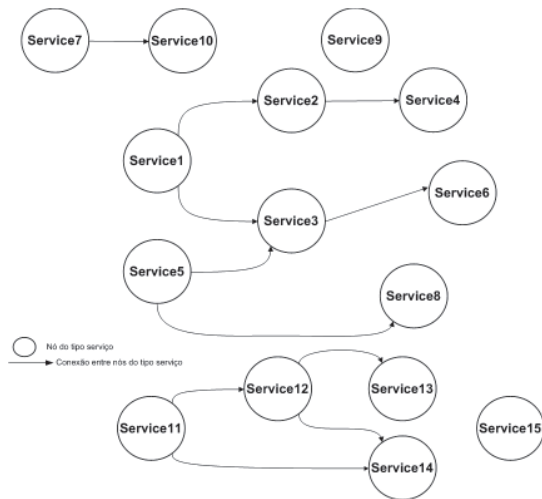 Service7
Service10
Service9
Service2
Service4
Service1
Service3
Service6
Service5
Service8
Nó do tipo serviço
Conexão entre nós do tipo serviço
Service12
Service13
Service11
Service15
Service14